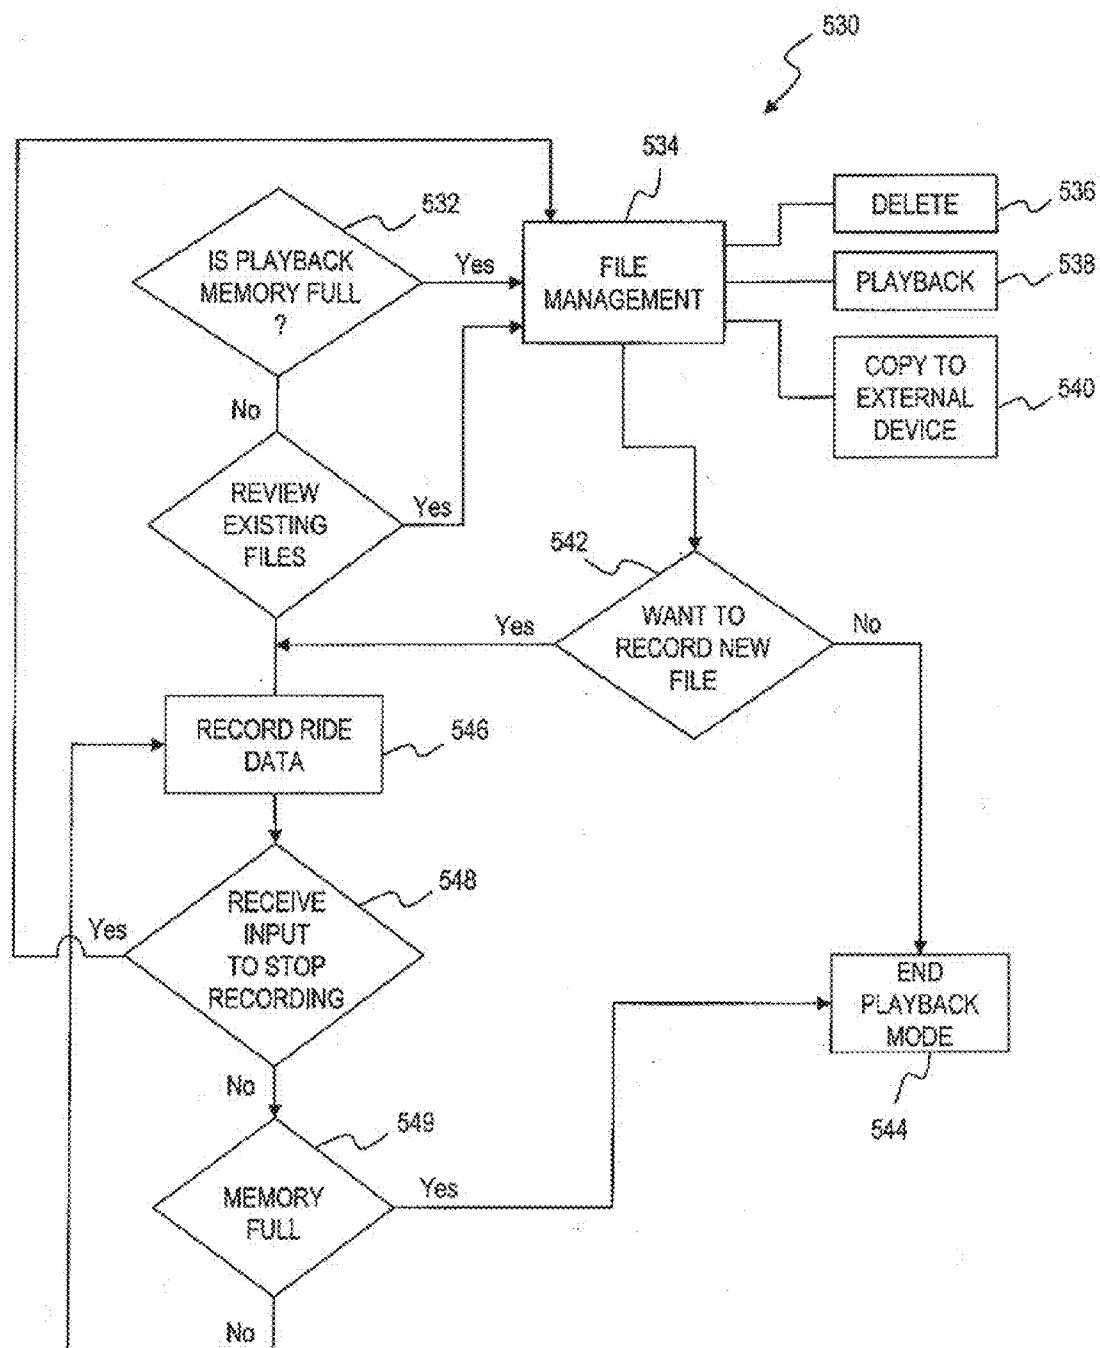 530
534
532
IS PLAYBACK
MEMORY FULL
?
Yes
FILE
MANAGEMENT
DELETE
536
PLAYBACK
538
COPY TO
EXTERNAL
DEVICE
540
No
REVIEW
EXISTING
FILES
Yes
542
WANT TO
RECORD NEW
FILE
Yes
No
RECORD RIDE
DATA
546
548
RECEIVE
INPUT
TO STOP
RECORDING
Yes
No
END
PLAYBACK
MODE
544
549
MEMORY
FULL
Yes
No